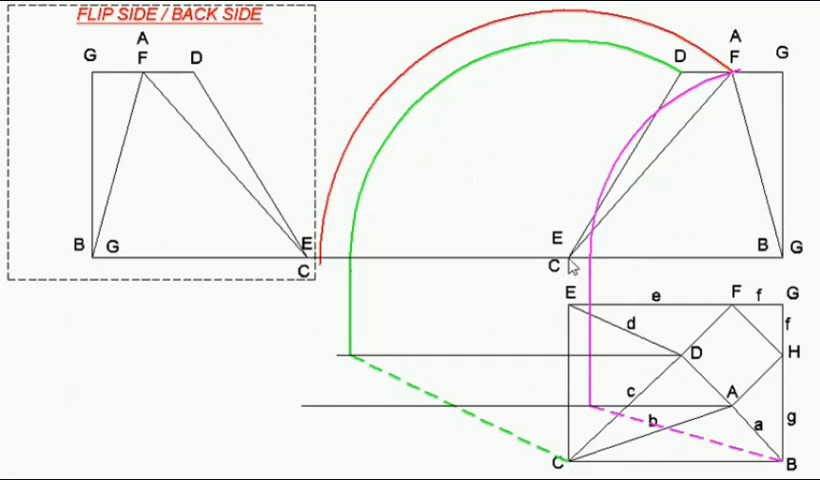 FLIP SIDE / BACK SIDE
A
G F D
B G E
C
A
D F G
E
C B G
E e F f G
d f
D H
c A
b a g
C B